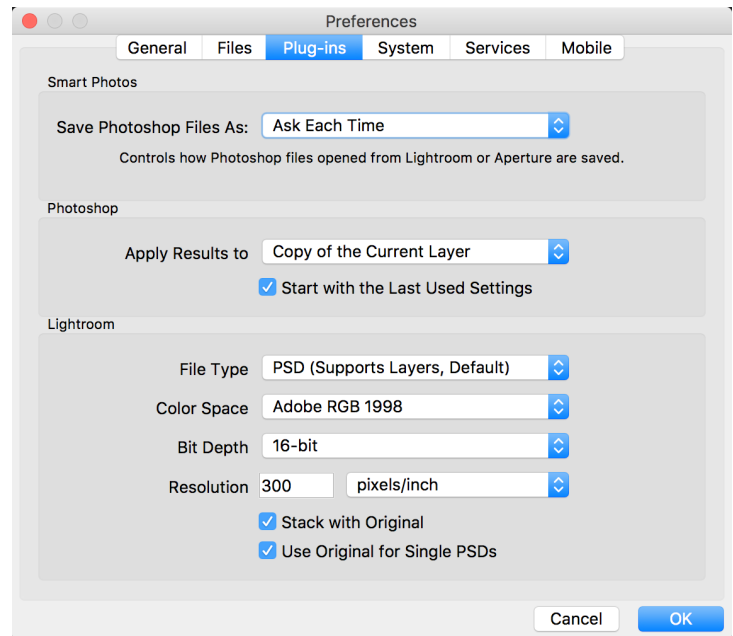 Preferences
General Files Plug-ins System Services Mobile
Smart Photos
Save Photoshop Files As: Ask Each Time
Controls how Photoshop files opened from Lightroom or Aperture are saved.
Photoshop
Apply Results to Copy of the Current Layer
Start with the Last Used Settings
Lightroom
File Type PSD (Supports Layers, Default)
Color Space Adobe RGB 1998
Bit Depth 16-bit
Resolution 300 pixels/inch
Stack with Original
Use Original for Single PSDs
Cancel OK